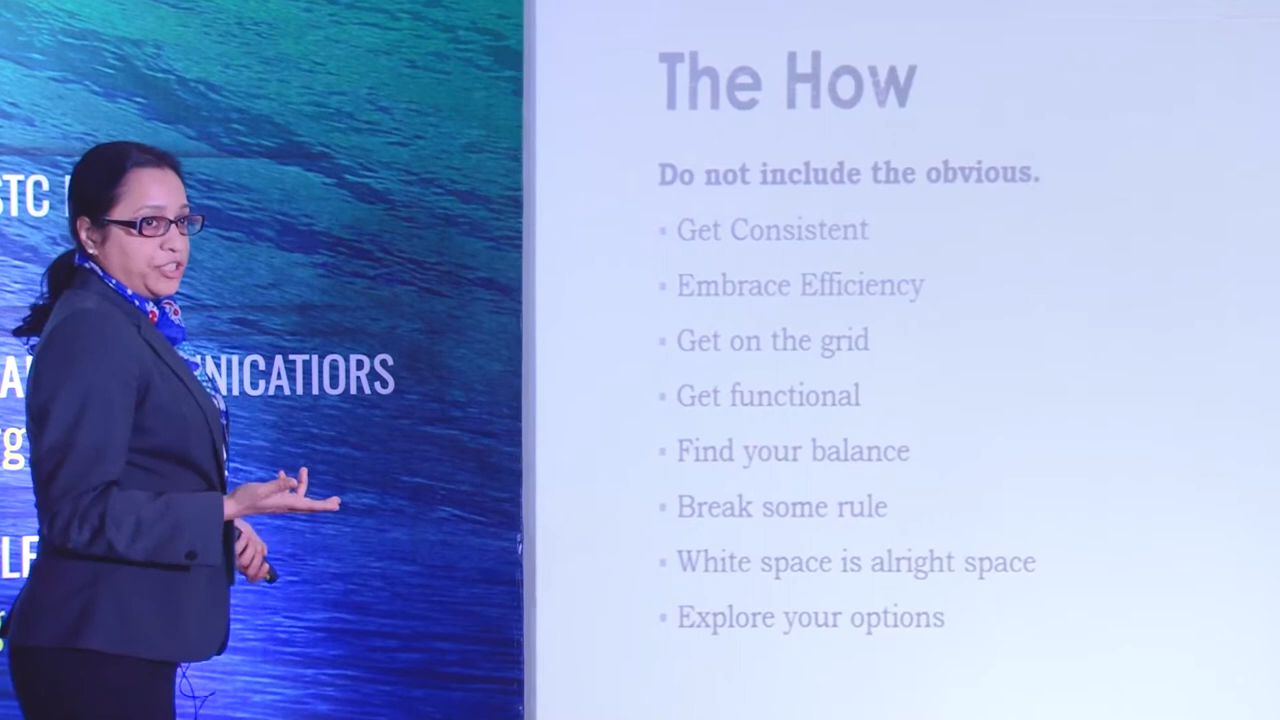 STC
NICATIORS
The How
Do not include the obvious.
▪ Get Consistent
▪ Embrace Efficiency
▪ Get on the grid
▪ Get functional
▪ Find your balance
▪ Break some rule
▪ White space is alright space
▪ Explore your options